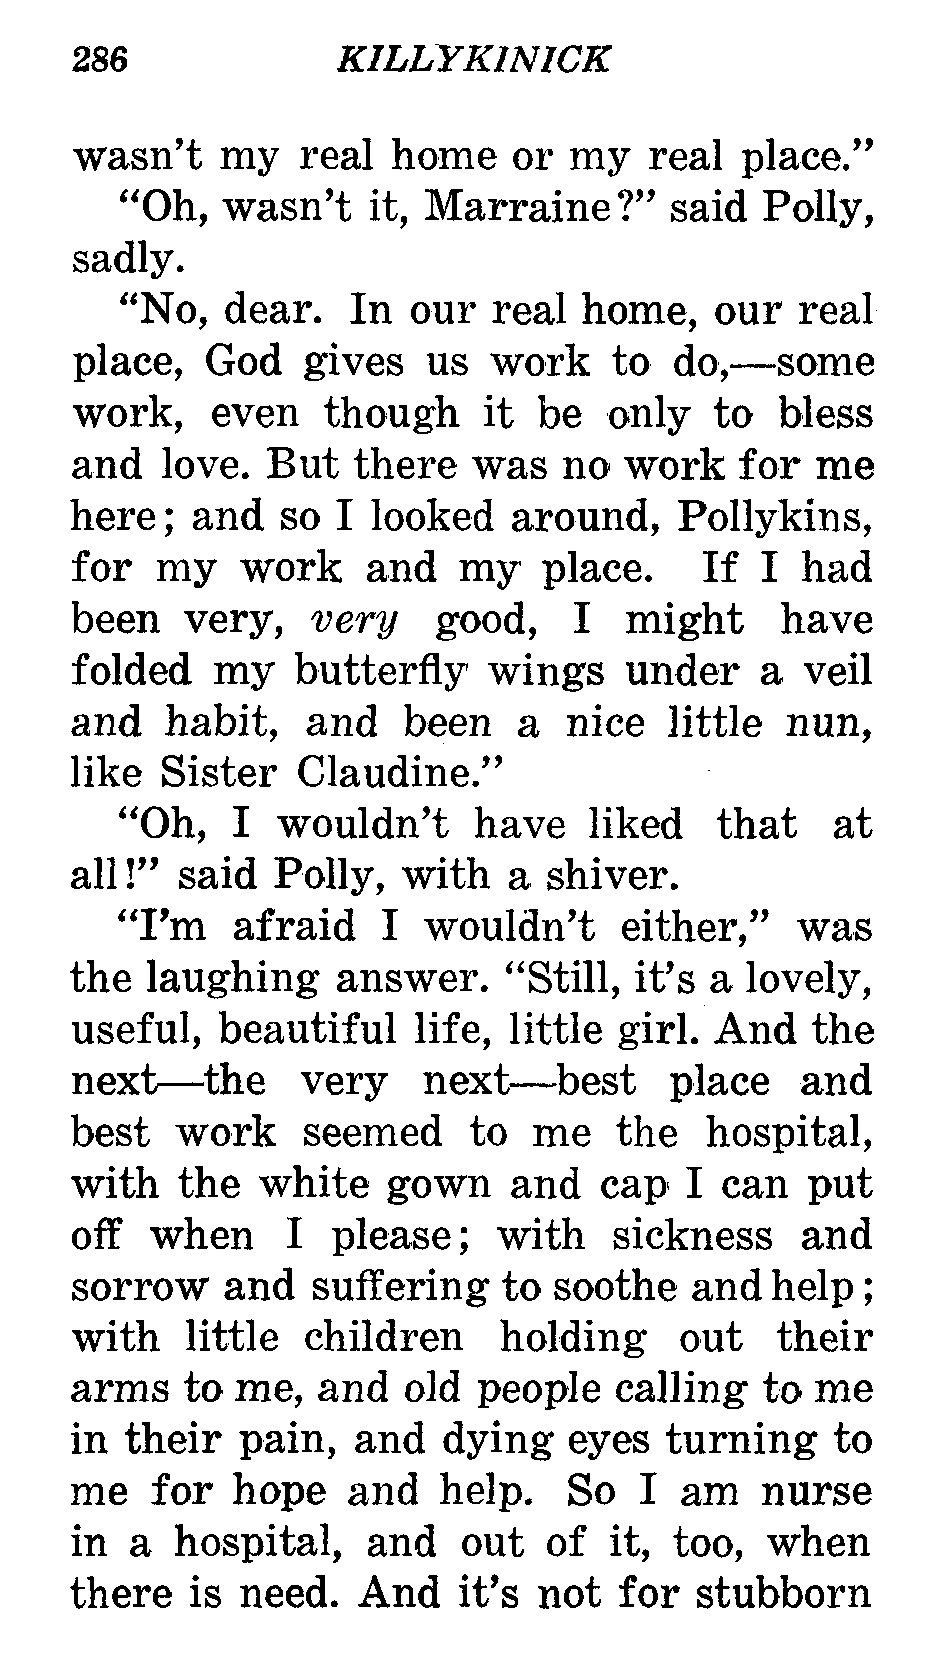 286 KILLYKINICK
wasn't my real home or my real place."
"Oh, wasn't it, Marraine?" said Polly,
sadly.
"No, dear. In our real home, our real
place, God gives us work to do,—some
work, even though it be only to bless
and love. But there was no work for me
here; and so I looked around, Pollykins,
for my work and my place. If I had
been very, very good, I might have
folded my butterfly wings under a veil
and habit, and been a nice little nun,
like Sister Claudine."
"Oh, I wouldn't have liked that at
all!" said Polly, with a shiver.
"I'm afraid I wouldn't either," was
the laughing answer. "Still, it's a lovely,
useful, beautiful life, little girl. And the
next—the very next—best place and
best work seemed to me the hospital,
with the white gown and cap I can put
off when I please; with sickness and
sorrow and suffering to soothe and help;
with little children holding out their
arms to me, and old people calling to me
in their pain, and dying eyes turning to
me for hope and help. So I am nurse
in a hospital, and out of it, too, when
there is need. And it's not for stubborn